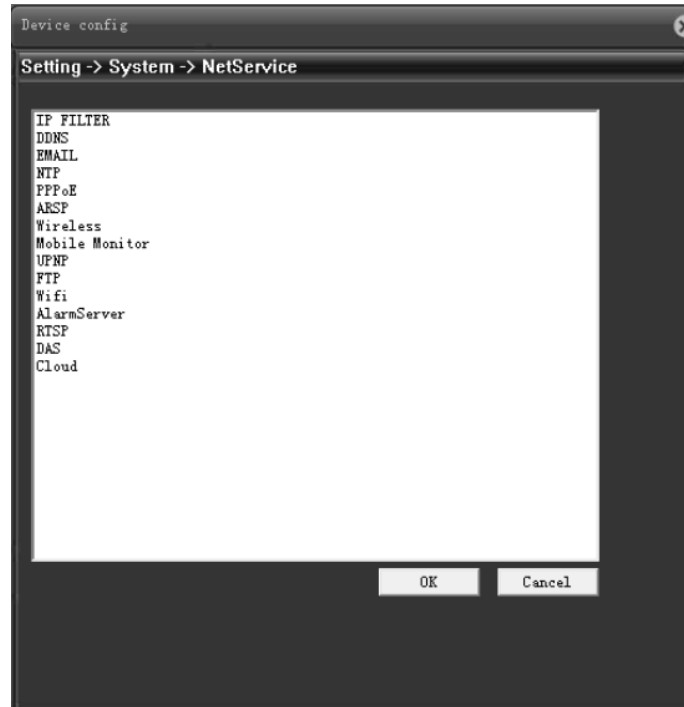 Device config
Setting -> System -> NetService
IP FILTER
DDNS
EMAIL
NTP
PPPoE
ARSP
Wireless
Mobile Monitor
UPNP
FTP
Wifi
AlarmServer
RTSP
DAS
Cloud
OK Cancel